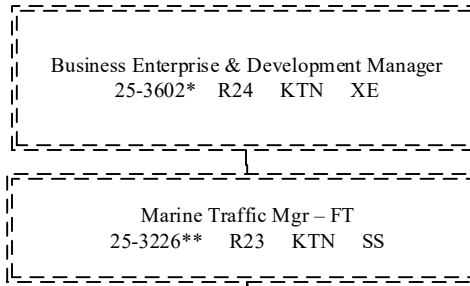 Business Enterprise & Development Manager
25-3602* R24 KTN XE
Marine Traffic Mgr – FT
25-3226** R23 KTN SS